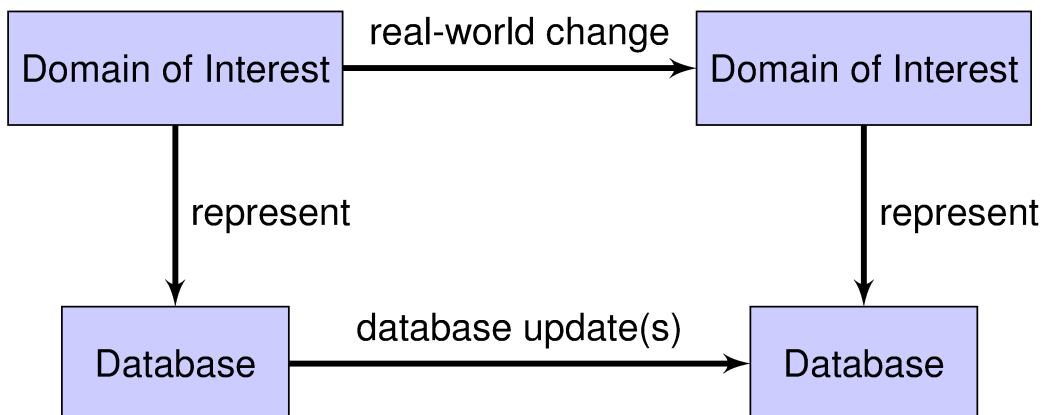 real-world change
Domain of Interest
Domain of Interest
represent
represent
database update(s)
Database
Database